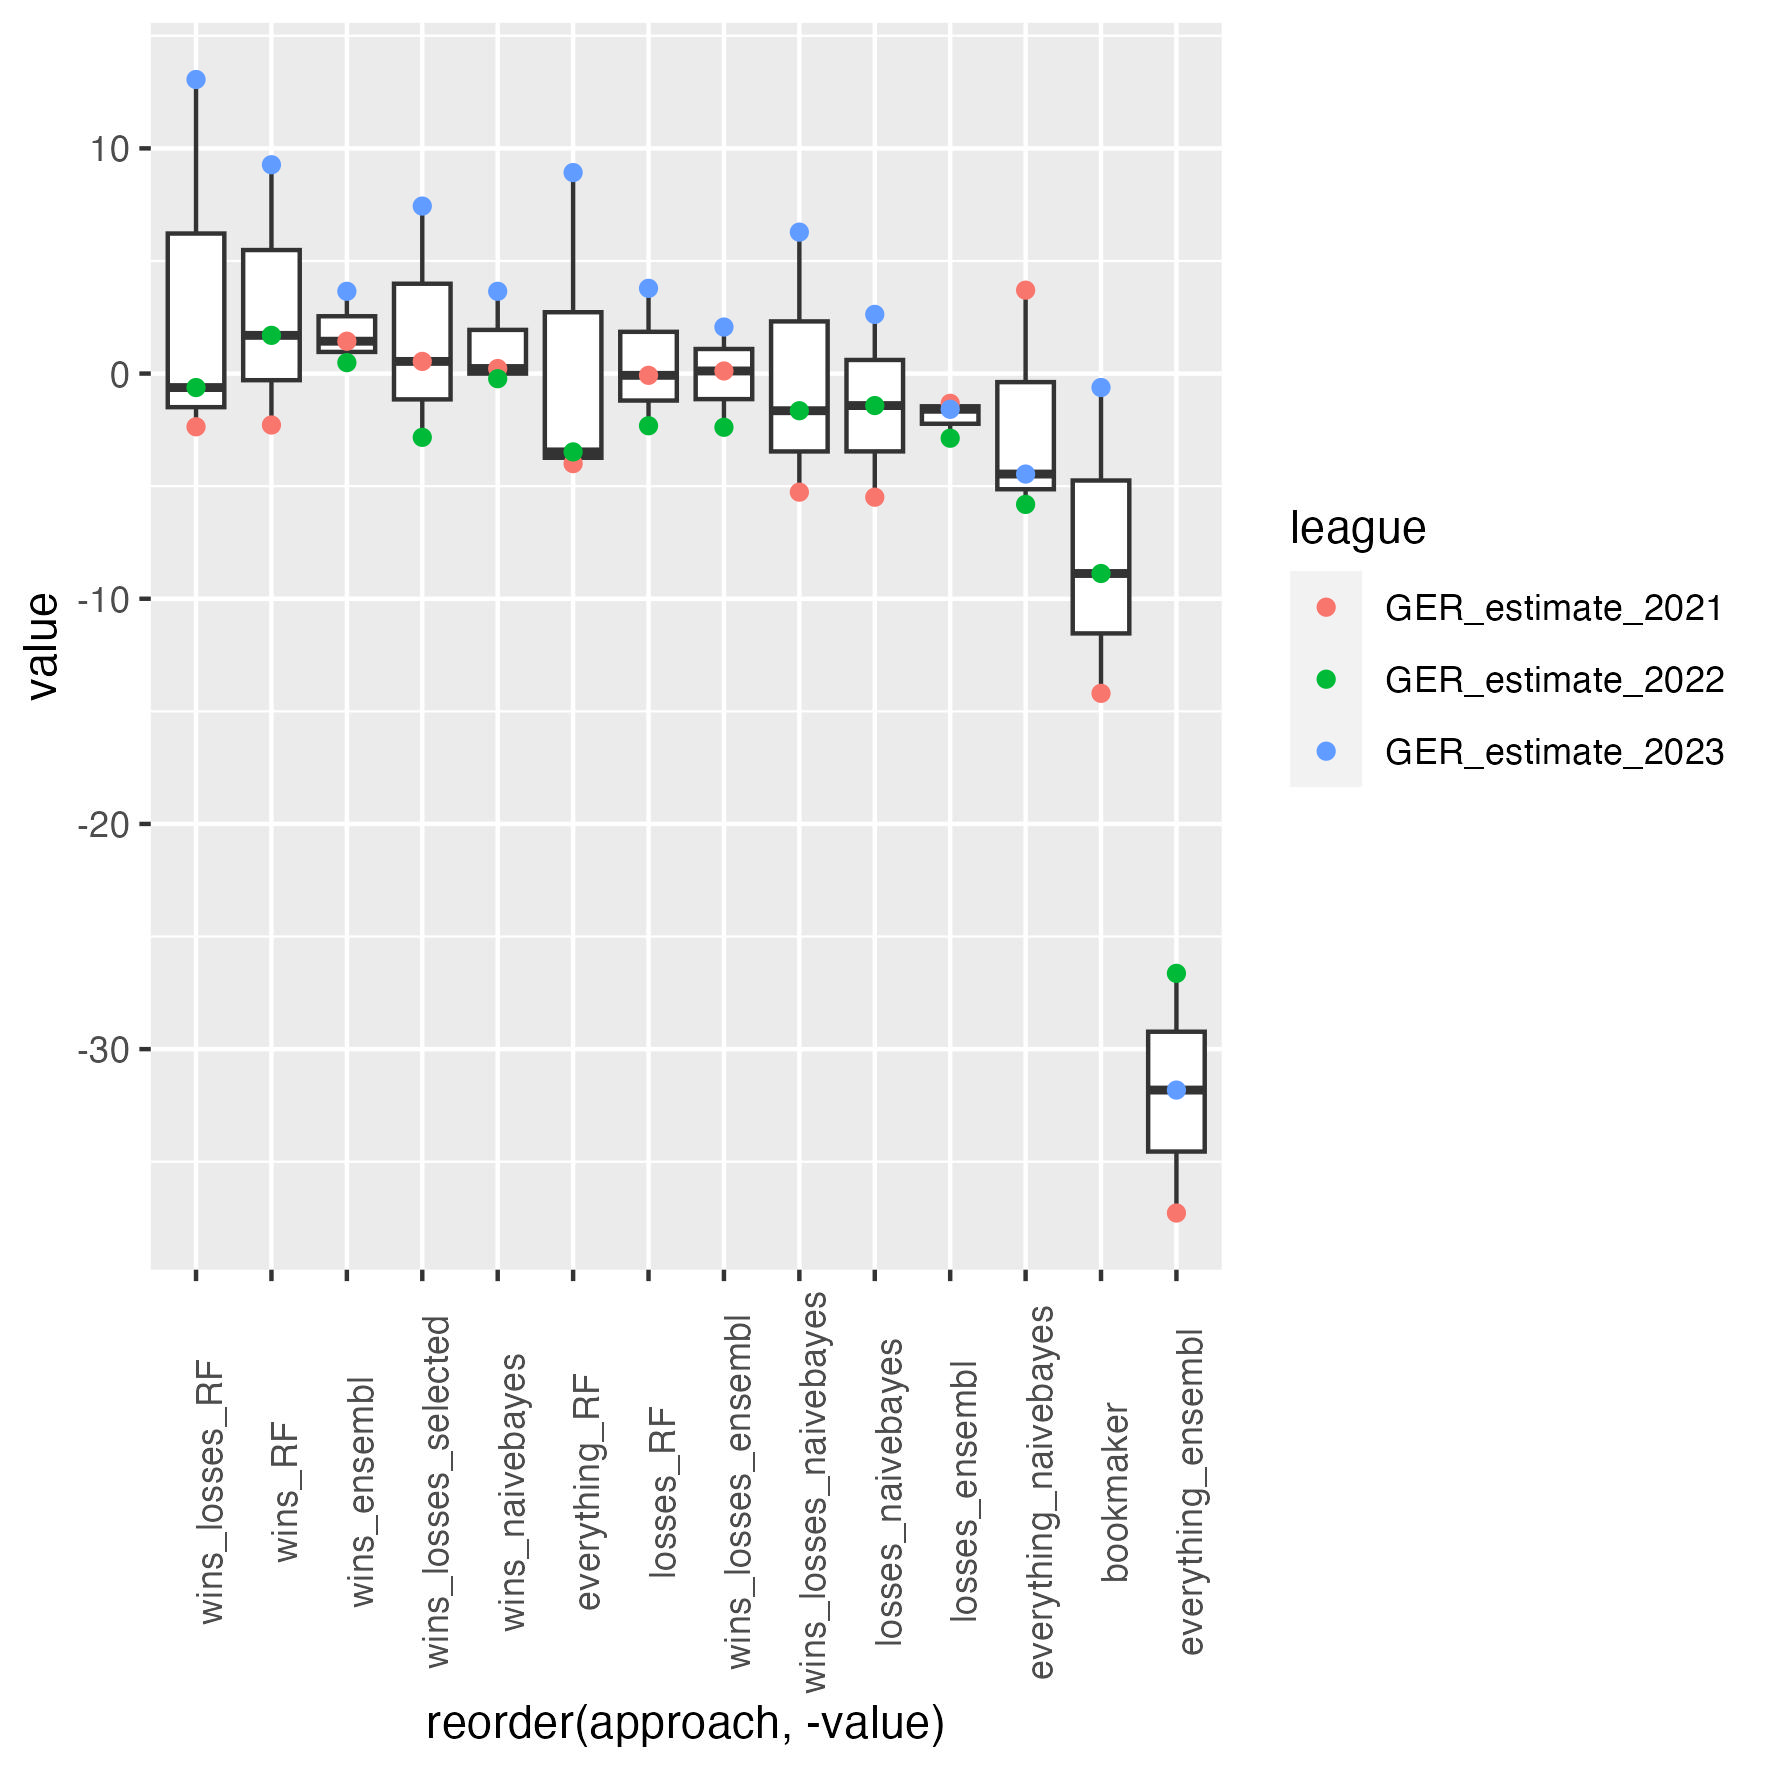 value
10
0
-10
-20
-30
wins_losses_RF
wins_RF
wins_ensembl
wins_losses_selected
wins_naivebayes
everything_RF
losses_RF
wins_losses_ensembl
wins_losses_naivebayes
losses_naivebayes
losses_ensembl
everything_naivebayes
bookmaker
everything_ensembl
reorder(approach, -value)
league
GER_estimate_2021
GER_estimate_2022
GER_estimate_2023